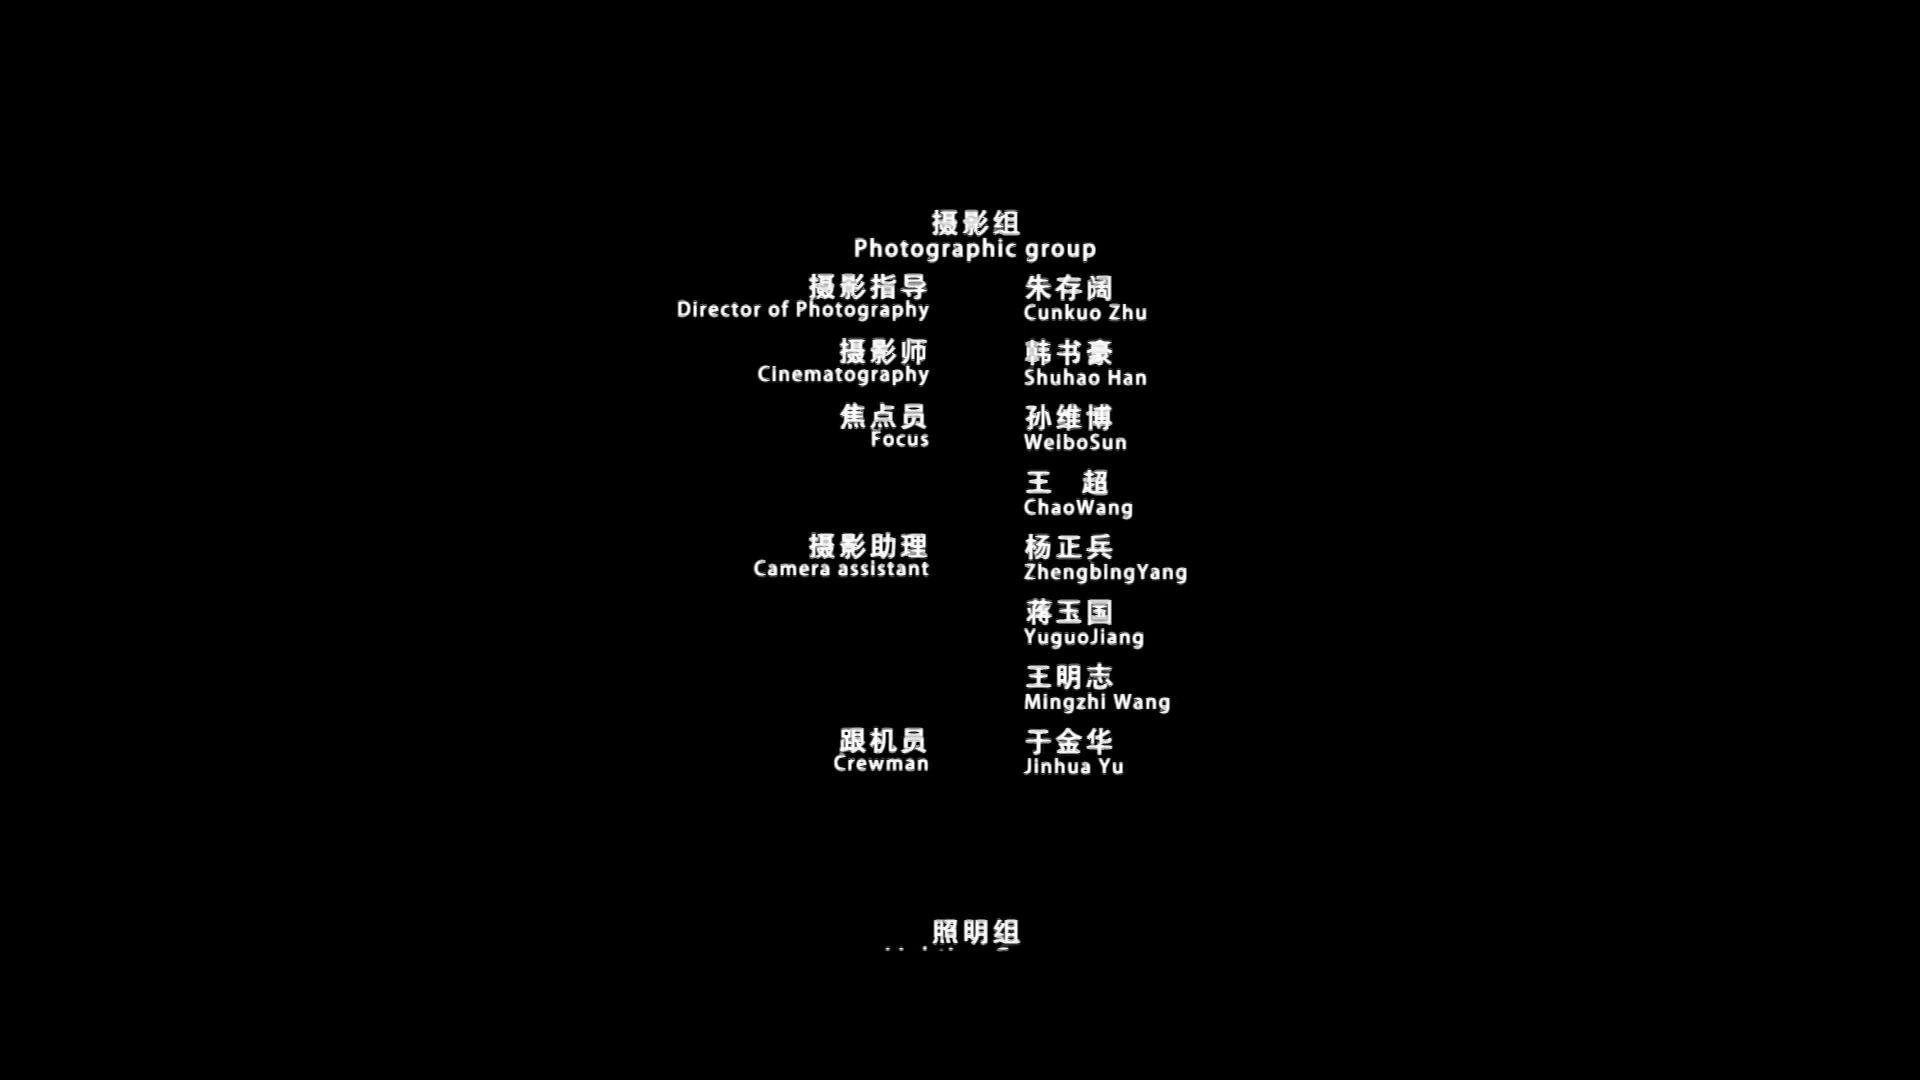 摄影组
Photographic group
摄影指导 朱存阔
Director of Photography Cunkuo Zhu
摄影师 韩书豪
Cinematography Shuhao Han
焦点员 孙维博
Focus WeiboSun
王 超
ChaoWang
摄影助理 杨正兵
Camera assistant ZhengbingYang
蒋玉国
YuguoJiang
王明志
Mingzhi Wang
跟机员 于金华
Crewman Jinhua Yu
照明组